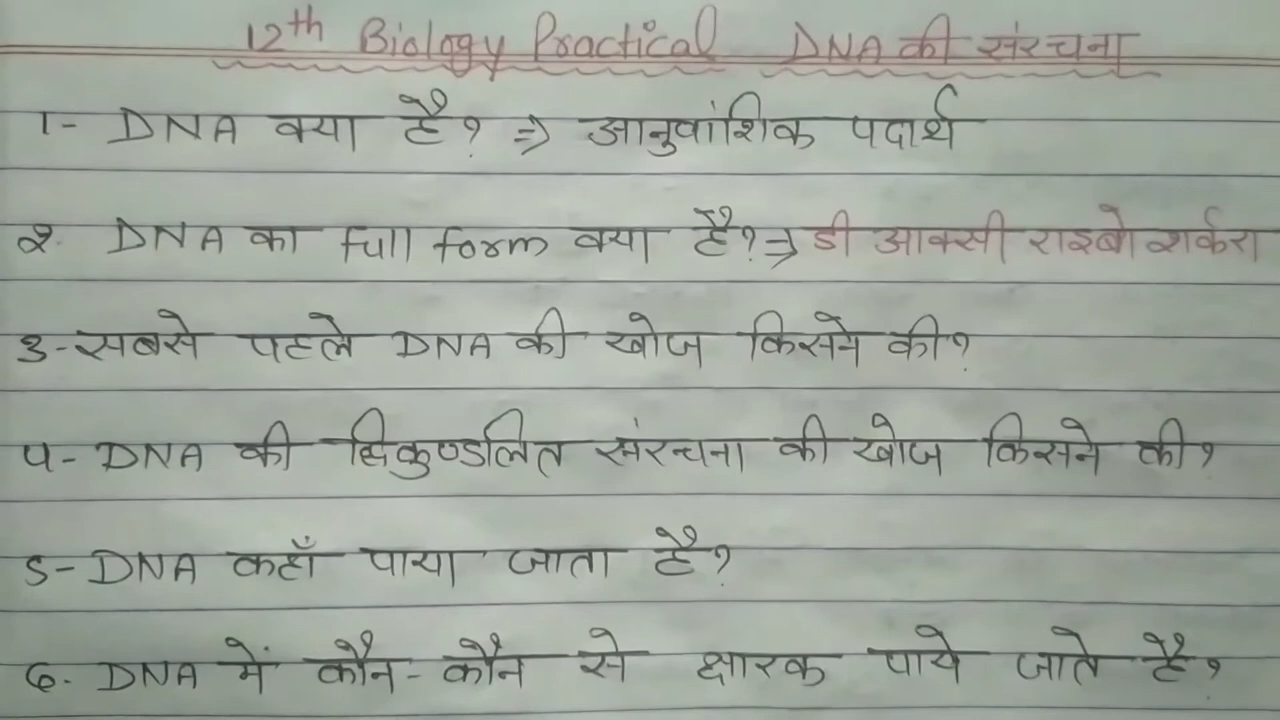 12th Biology Practical DNA की संरचना
1- DNA क्या है? => आनुवांशिक पदार्थ
2. DNA का full form क्या है? => डी आक्सी राइबो शर्करा
3- सबसे पहले DNA की खोज किसने की?
4- DNA की द्विकुण्डलित संरचना की खोज किसने की?
5- DNA कहाँ पाया जाता है?
6. DNA में कौन-कौन से क्षारक पाये जाते है?